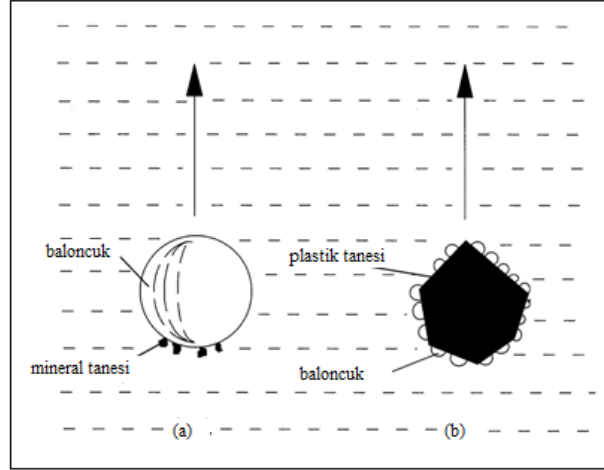 baloncuk
plastik tanesi
mineral tanesi
baloncuk
(a)
(b)